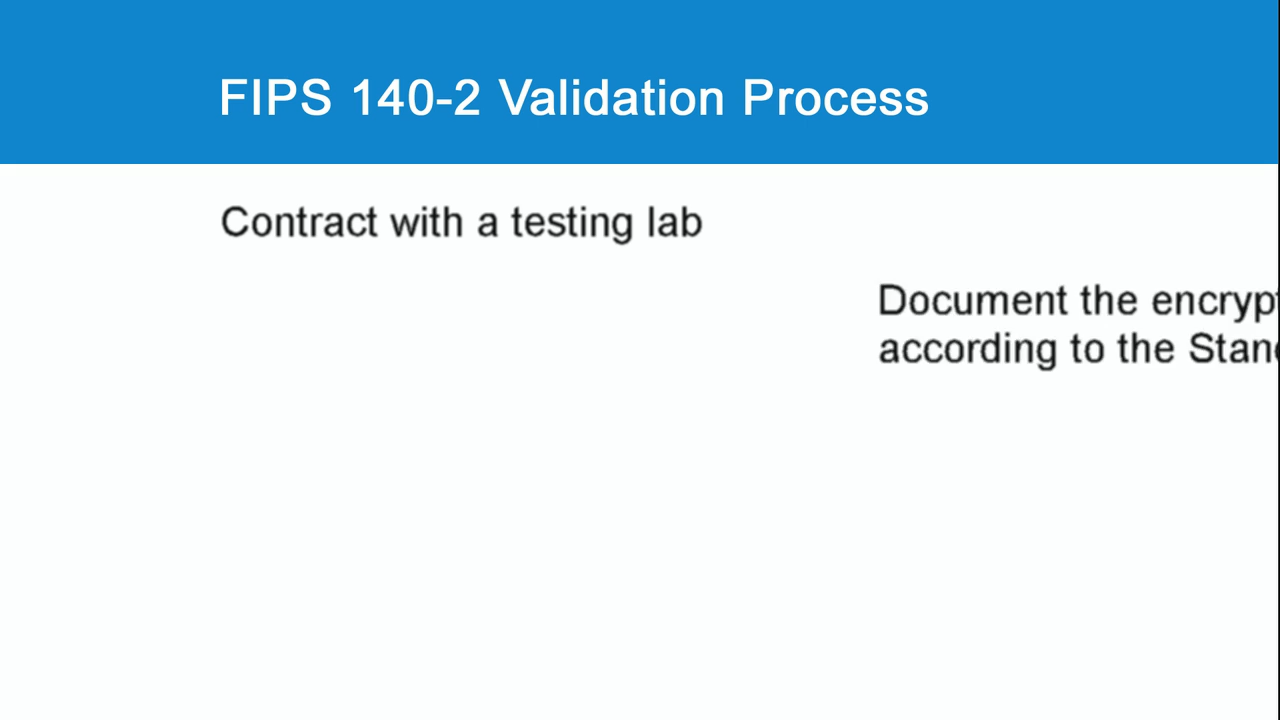 FIPS 140-2 Validation Process
Contract with a testing lab
Document the
according to the